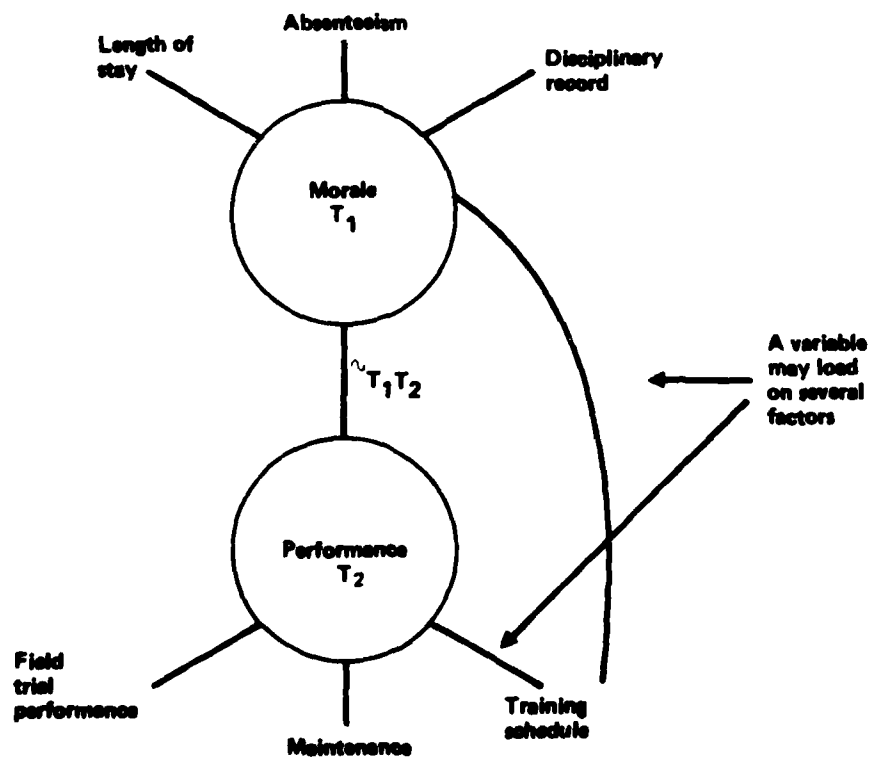 Absenteeism
Length of
stay
Disciplinary
record
Morale
T1
~T1T2
A variable
may load
on several
factors
Performance
T2
Field
trial
performance
Training
schedule
Maintenance